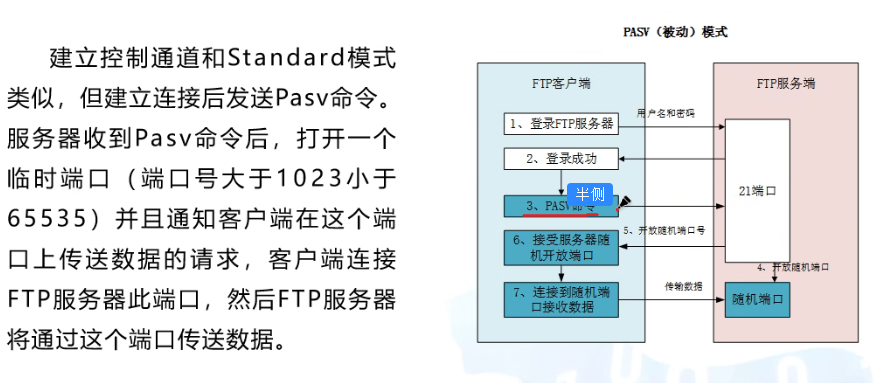 建立控制通道和Standard模式
类似，但建立连接后发送Pasv命令。
服务器收到Pasv命令后，打开一个
临时端口（端口号大于1023小于
65535）并且通知客户端在这个端
口上传送数据的请求，客户端连接
FTP服务器此端口，然后FTP服务器
将通过这个端口传送数据。
PASV（被动）模式
FTP客户端
FTP服务端
1、登录FTP服务器
用户名和密码
2、登录成功
半侧
3、PASV命令
21端口
5、开放随机端口号
6、接受服务器随
机开放端口
4、开放随机端口
7、连接到随机端
口接收数据
传输数据
随机端口